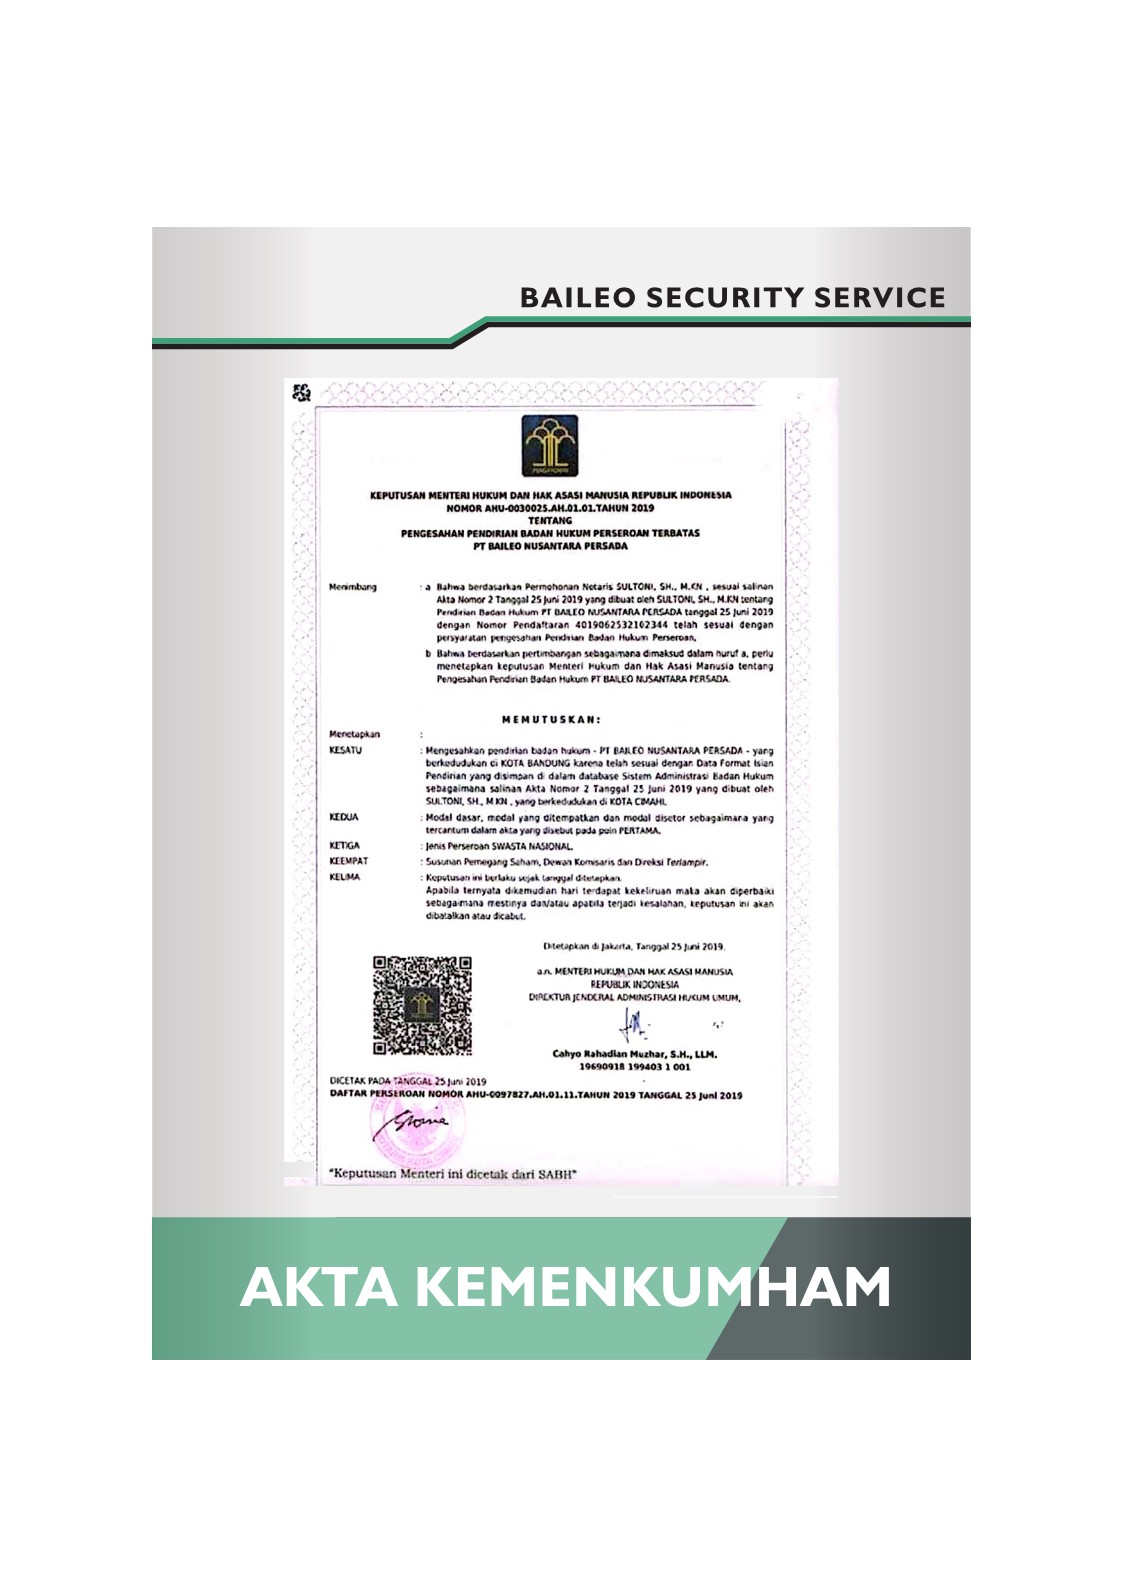 BAILEO SECURITY SERVICE
PENGAYOMAN
KEPUTUSAN MENTERI HUKUM DAN HAK ASASI MANUSIA REPUBLIK INDONESIA
NOMOR AHU-0030025.AH.01.01.TAHUN 2019
TENTANG
PENGESAHAN PENDIRIAN BADAN HUKUM PERSEROAN TERBATAS
PT BAILEO NUSANTARA PERSADA
Menimbang : a Bahwa berdasarkan Permohonan Notaris SULTONI, SH., M.KN , sesuai salinan
Akta Nomor 2 Tanggal 25 Juni 2019 yang dibuat oleh SULTONI, SH., M.KN tentang
Pendirian Badan Hukum PT BAILEO NUSANTARA PERSADA tanggal 25 Juni 2019
dengan Nomor Pendaftaran 4019062532102344 telah sesuai dengan
persyaratan pengesahan Pendirian Badan Hukum Perseroan.
b Bahwa berdasarkan pertimbangan sebagaimana dimaksud dalam huruf a, perlu
menetapkan keputusan Menteri Hukum dan Hak Asasi Manusia tentang
Pengesahan Pendirian Badan Hukum PT BAILEO NUSANTARA PERSADA.
MEMUTUSKAN:
Menetapkan :
KESATU : Mengesahkan pendirian badan hukum - PT BAILEO NUSANTARA PERSADA - yang
berkedudukan di KOTA BANDUNG karena telah sesuai dengan Data Format Isian
Pendirian yang disimpan di dalam database Sistem Administrasi Badan Hukum
sebagaimana salinan Akta Nomor 2 Tanggal 25 Juni 2019 yang dibuat oleh
SULTONI, SH., M.KN , yang berkedudukan di KOTA CIMAHI.
KEDUA : Modal dasar, modal yang ditempatkan dan modal disetor sebagaimana yang
tercantum dalam akta yang disebut pada poin PERTAMA.
KETIGA : Jenis Perseroan SWASTA NASIONAL.
KEEMPAT : Susunan Pemegang Saham, Dewan Komisaris dan Direksi Terlampir.
KELIMA : Keputusan ini berlaku sejak tanggal ditetapkan.
Apabila ternyata dikemudian hari terdapat kekeliruan maka akan diperbaiki
sebagaimana mestinya dan/atau apabila terjadi kesalahan, keputusan ini akan
dibatalkan atau dicabut.
Ditetapkan di Jakarta, Tanggal 25 Juni 2019.
a.n. MENTERI HUKUM DAN HAK ASASI MANUSIA
REPUBLIK INDONESIA
DIREKTUR JENDERAL ADMINISTRASI HUKUM UMUM,
Cahyo Rahadian Muzhar, S.H., LLM.
19690918 199403 1 001
DICETAK PADA TANGGAL 25 Juni 2019
DAFTAR PERSEROAN NOMOR AHU-0097827.AH.01.11.TAHUN 2019 TANGGAL 25 Juni 2019
"Keputusan Menteri ini dicetak dari SABH"
AKTA KEMENKUMHAM